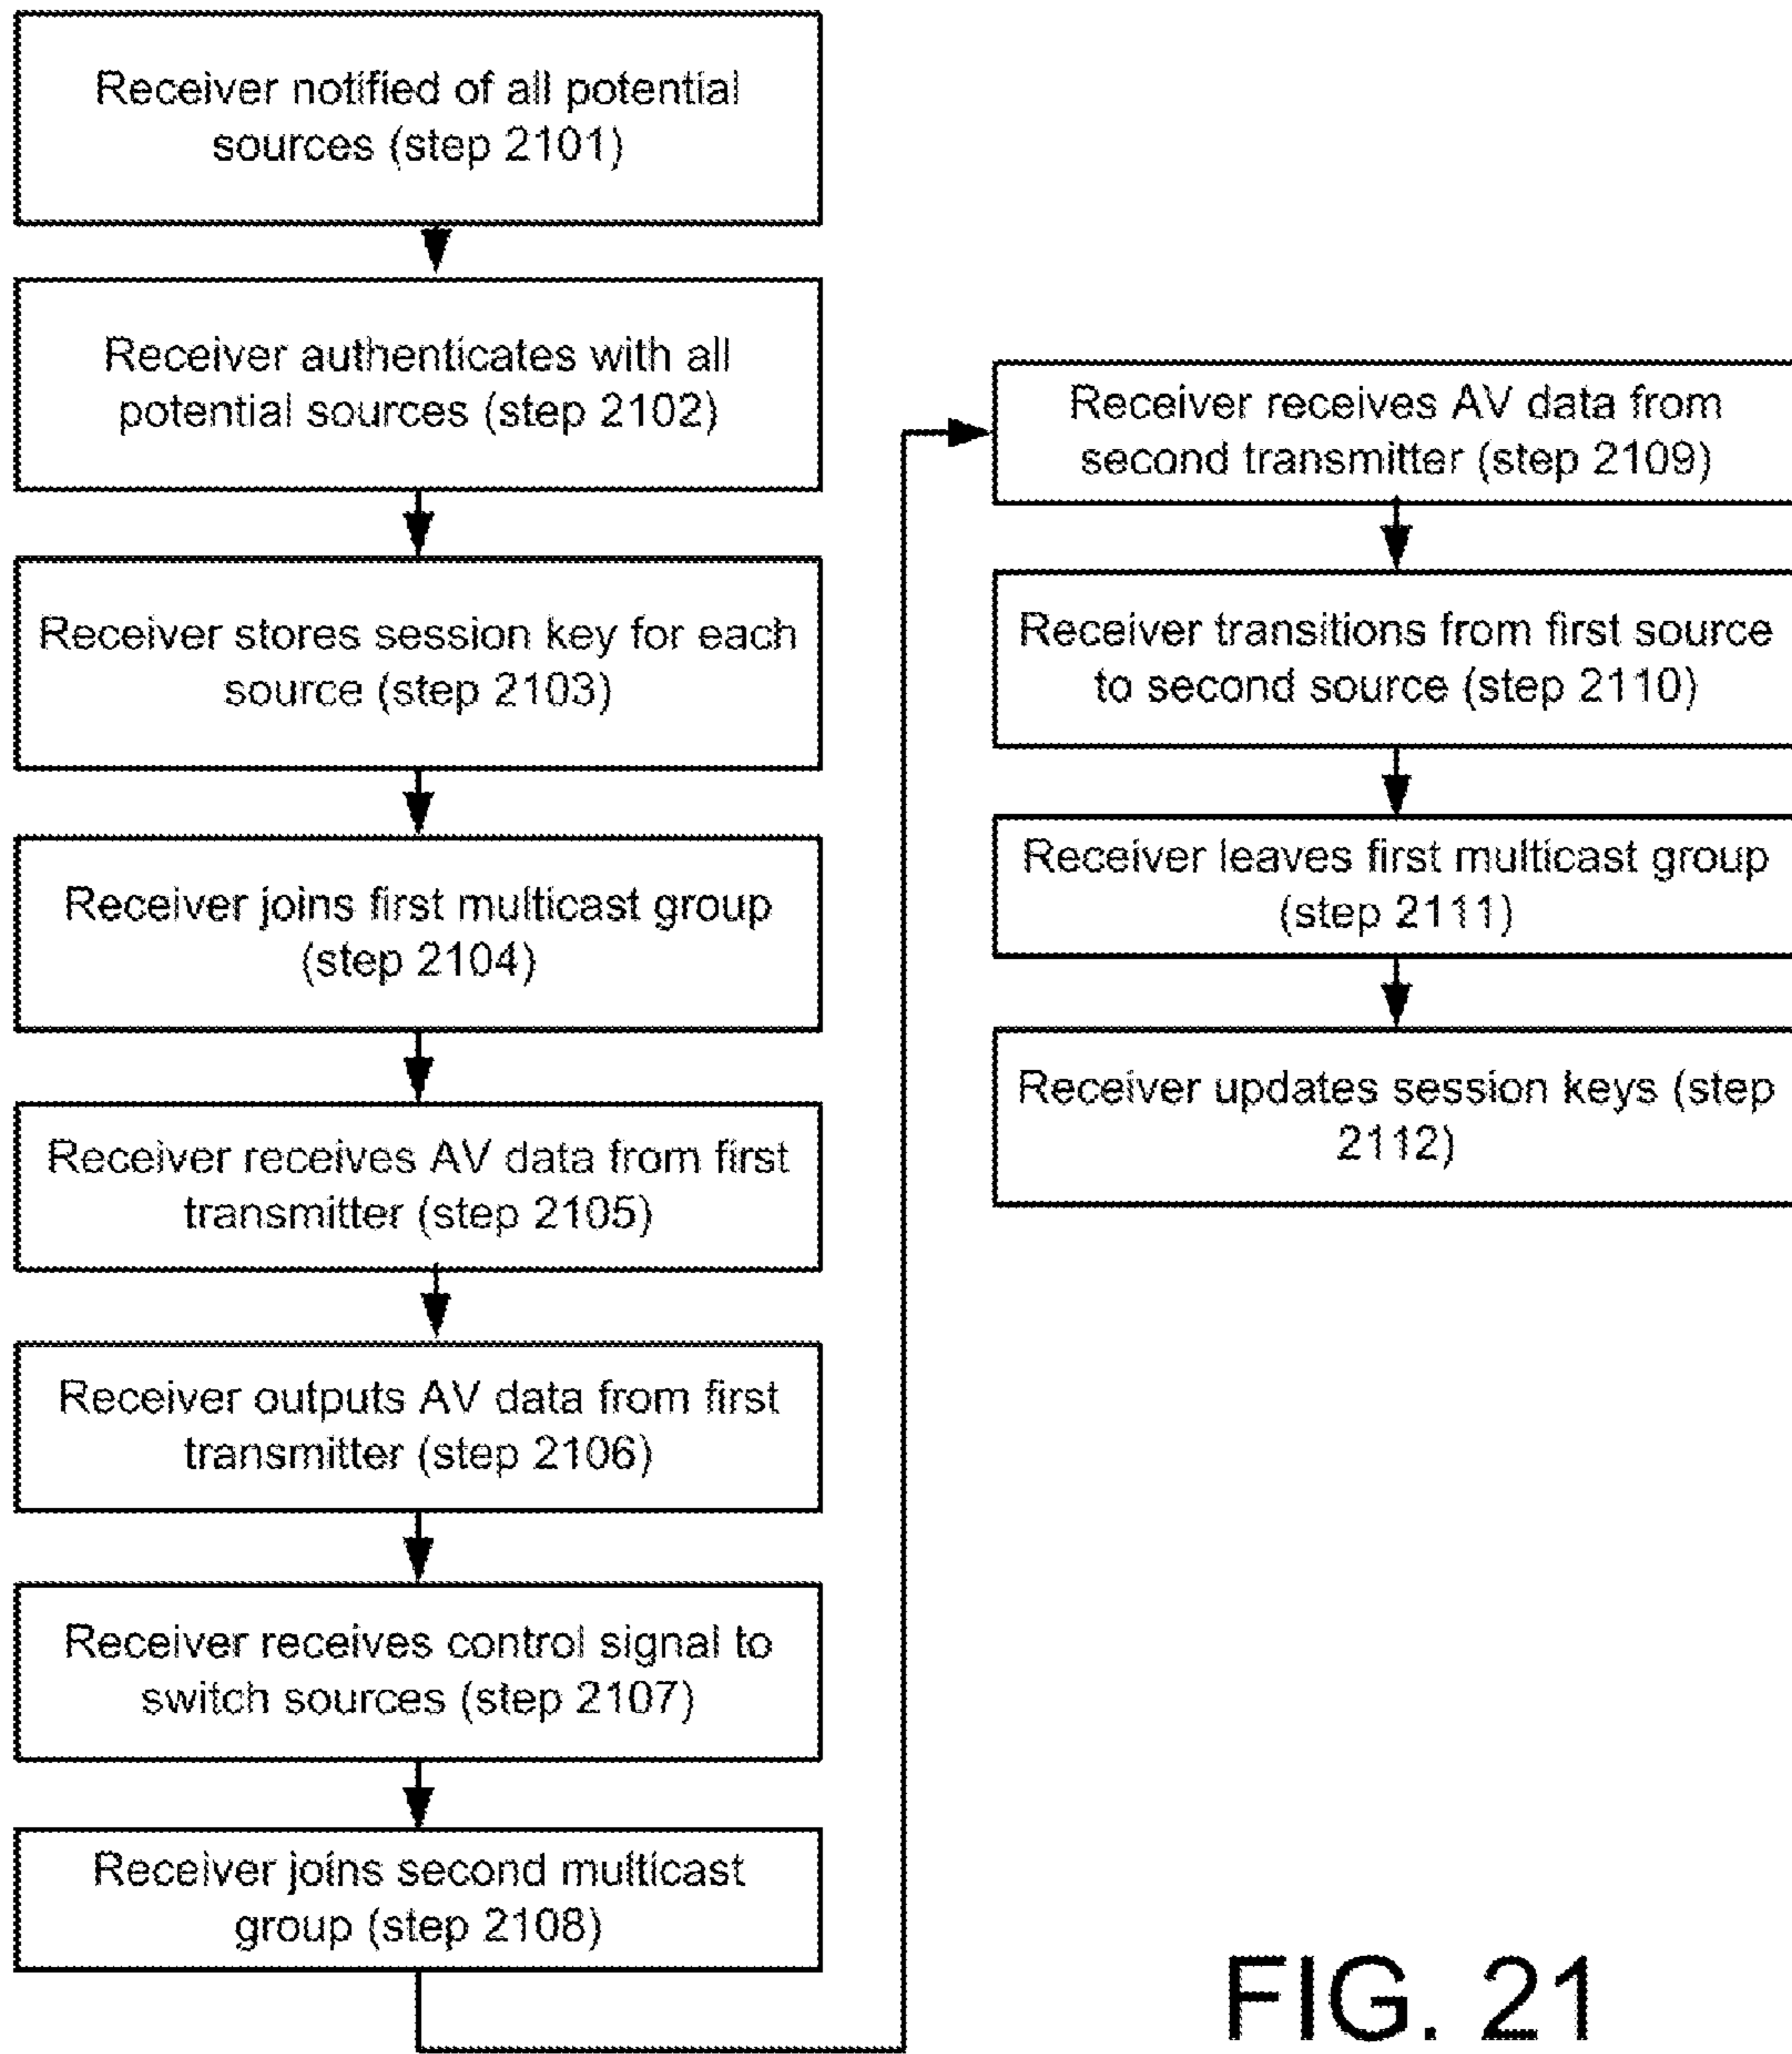 Receiver notified of all potential
sources (step 2101)
Receiver authenticates with all
potential sources (step 2102)
Receiver stores session key for each
source (step 2103)
Receiver joins first multicast group
(step 2104)
Receiver receives AV data from first
transmitter (step 2105)
Receiver outputs AV data from first
transmitter (step 2106)
Receiver receives control signal to
switch sources (step 2107)
Receiver joins second multicast
group (step 2108)
Receiver receives AV data from
second transmitter (step 2109)
Receiver transitions from first source
to second source (step 2110)
Receiver leaves first multicast group
(step 2111)
Receiver updates session keys (step
2112)
FIG. 21